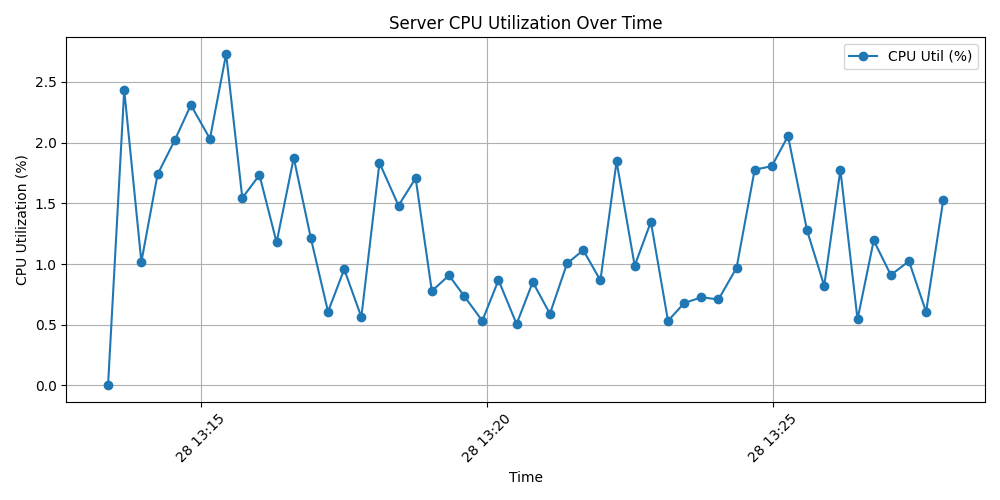 Server CPU Utilization Over Time
CPU Util (%)
CPU Utilization (%)
2.5
2.0
1.5
1.0
0.5
0.0
28 13:15
28 13:20
28 13:25
Time